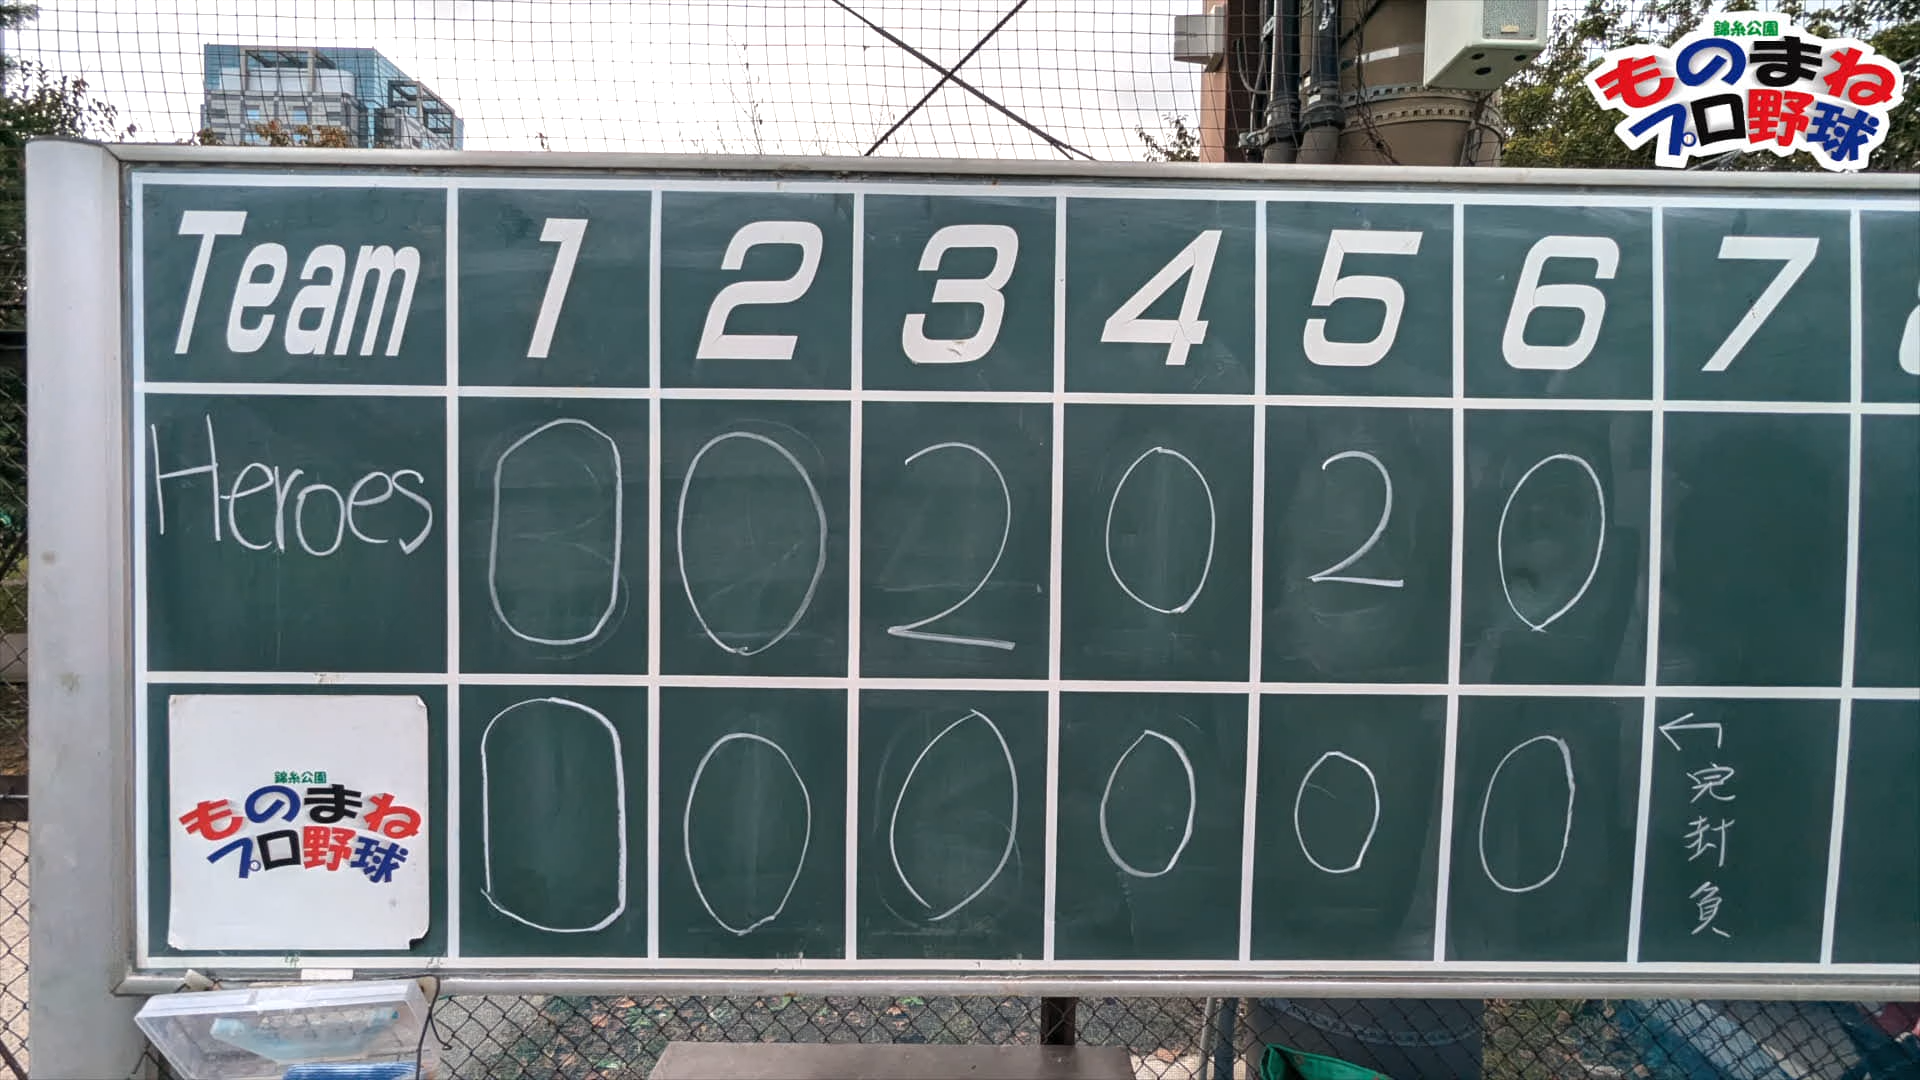 錦糸公園
ものまね
プロ野球
Team 1 2 3 4 5 6 7
Heroes 0 0 2 0 2 0
錦糸公園
ものまね
プロ野球
0 0 0 0 0 0 ←完封負